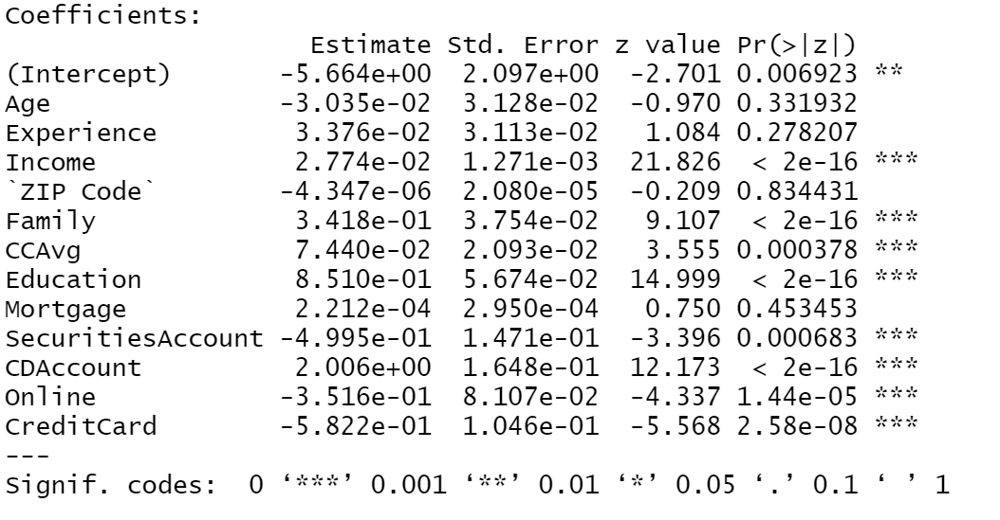 Coefficients:
                    Estimate Std. Error z value Pr(>|z|)
(Intercept)       -5.664e+00  2.097e+00  -2.701 0.006923 **
Age               -3.035e-02  3.128e-02  -0.970 0.331932
Experience         3.376e-02  3.113e-02   1.084 0.278207
Income             2.774e-02  1.271e-03  21.826  < 2e-16 ***
`ZIP Code`        -4.347e-06  2.080e-05  -0.209 0.834431
Family             3.418e-01  3.754e-02   9.107  < 2e-16 ***
CCAvg              7.440e-02  2.093e-02   3.555 0.000378 ***
Education          8.510e-01  5.674e-02  14.999  < 2e-16 ***
Mortgage           2.212e-04  2.950e-04   0.750 0.453453
SecuritiesAccount -4.995e-01  1.471e-01  -3.396 0.000683 ***
CDAccount          2.006e+00  1.648e-01  12.173  < 2e-16 ***
Online            -3.516e-01  8.107e-02  -4.337 1.44e-05 ***
CreditCard        -5.822e-01  1.046e-01  -5.568 2.58e-08 ***
---
Signif. codes:  0 ‘***’ 0.001 ‘**’ 0.01 ‘*’ 0.05 ‘.’ 0.1 ‘ ’ 1